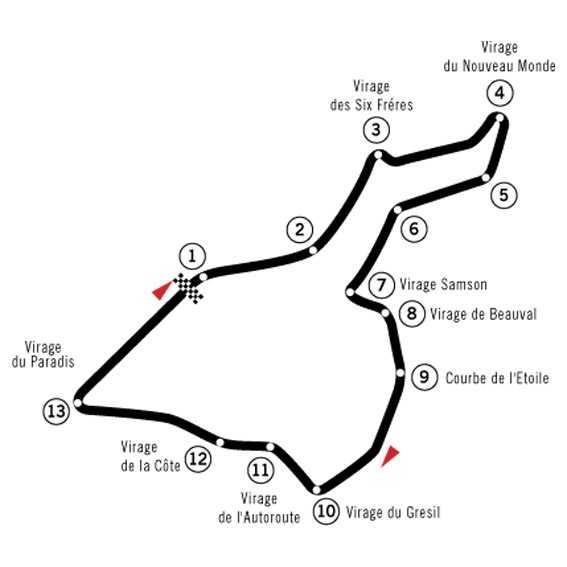 Virage
du Nouveau Monde
4
Virage
des Six Fréres
3
5
2
6
1
7 Virage Samson
8 Virage de Beauval
Virage
du Paradis
9 Courbe de l'Etoile
13
Virage
de la Côte
12
11
Virage
de l'Autoroute
10 Virage du Gresil